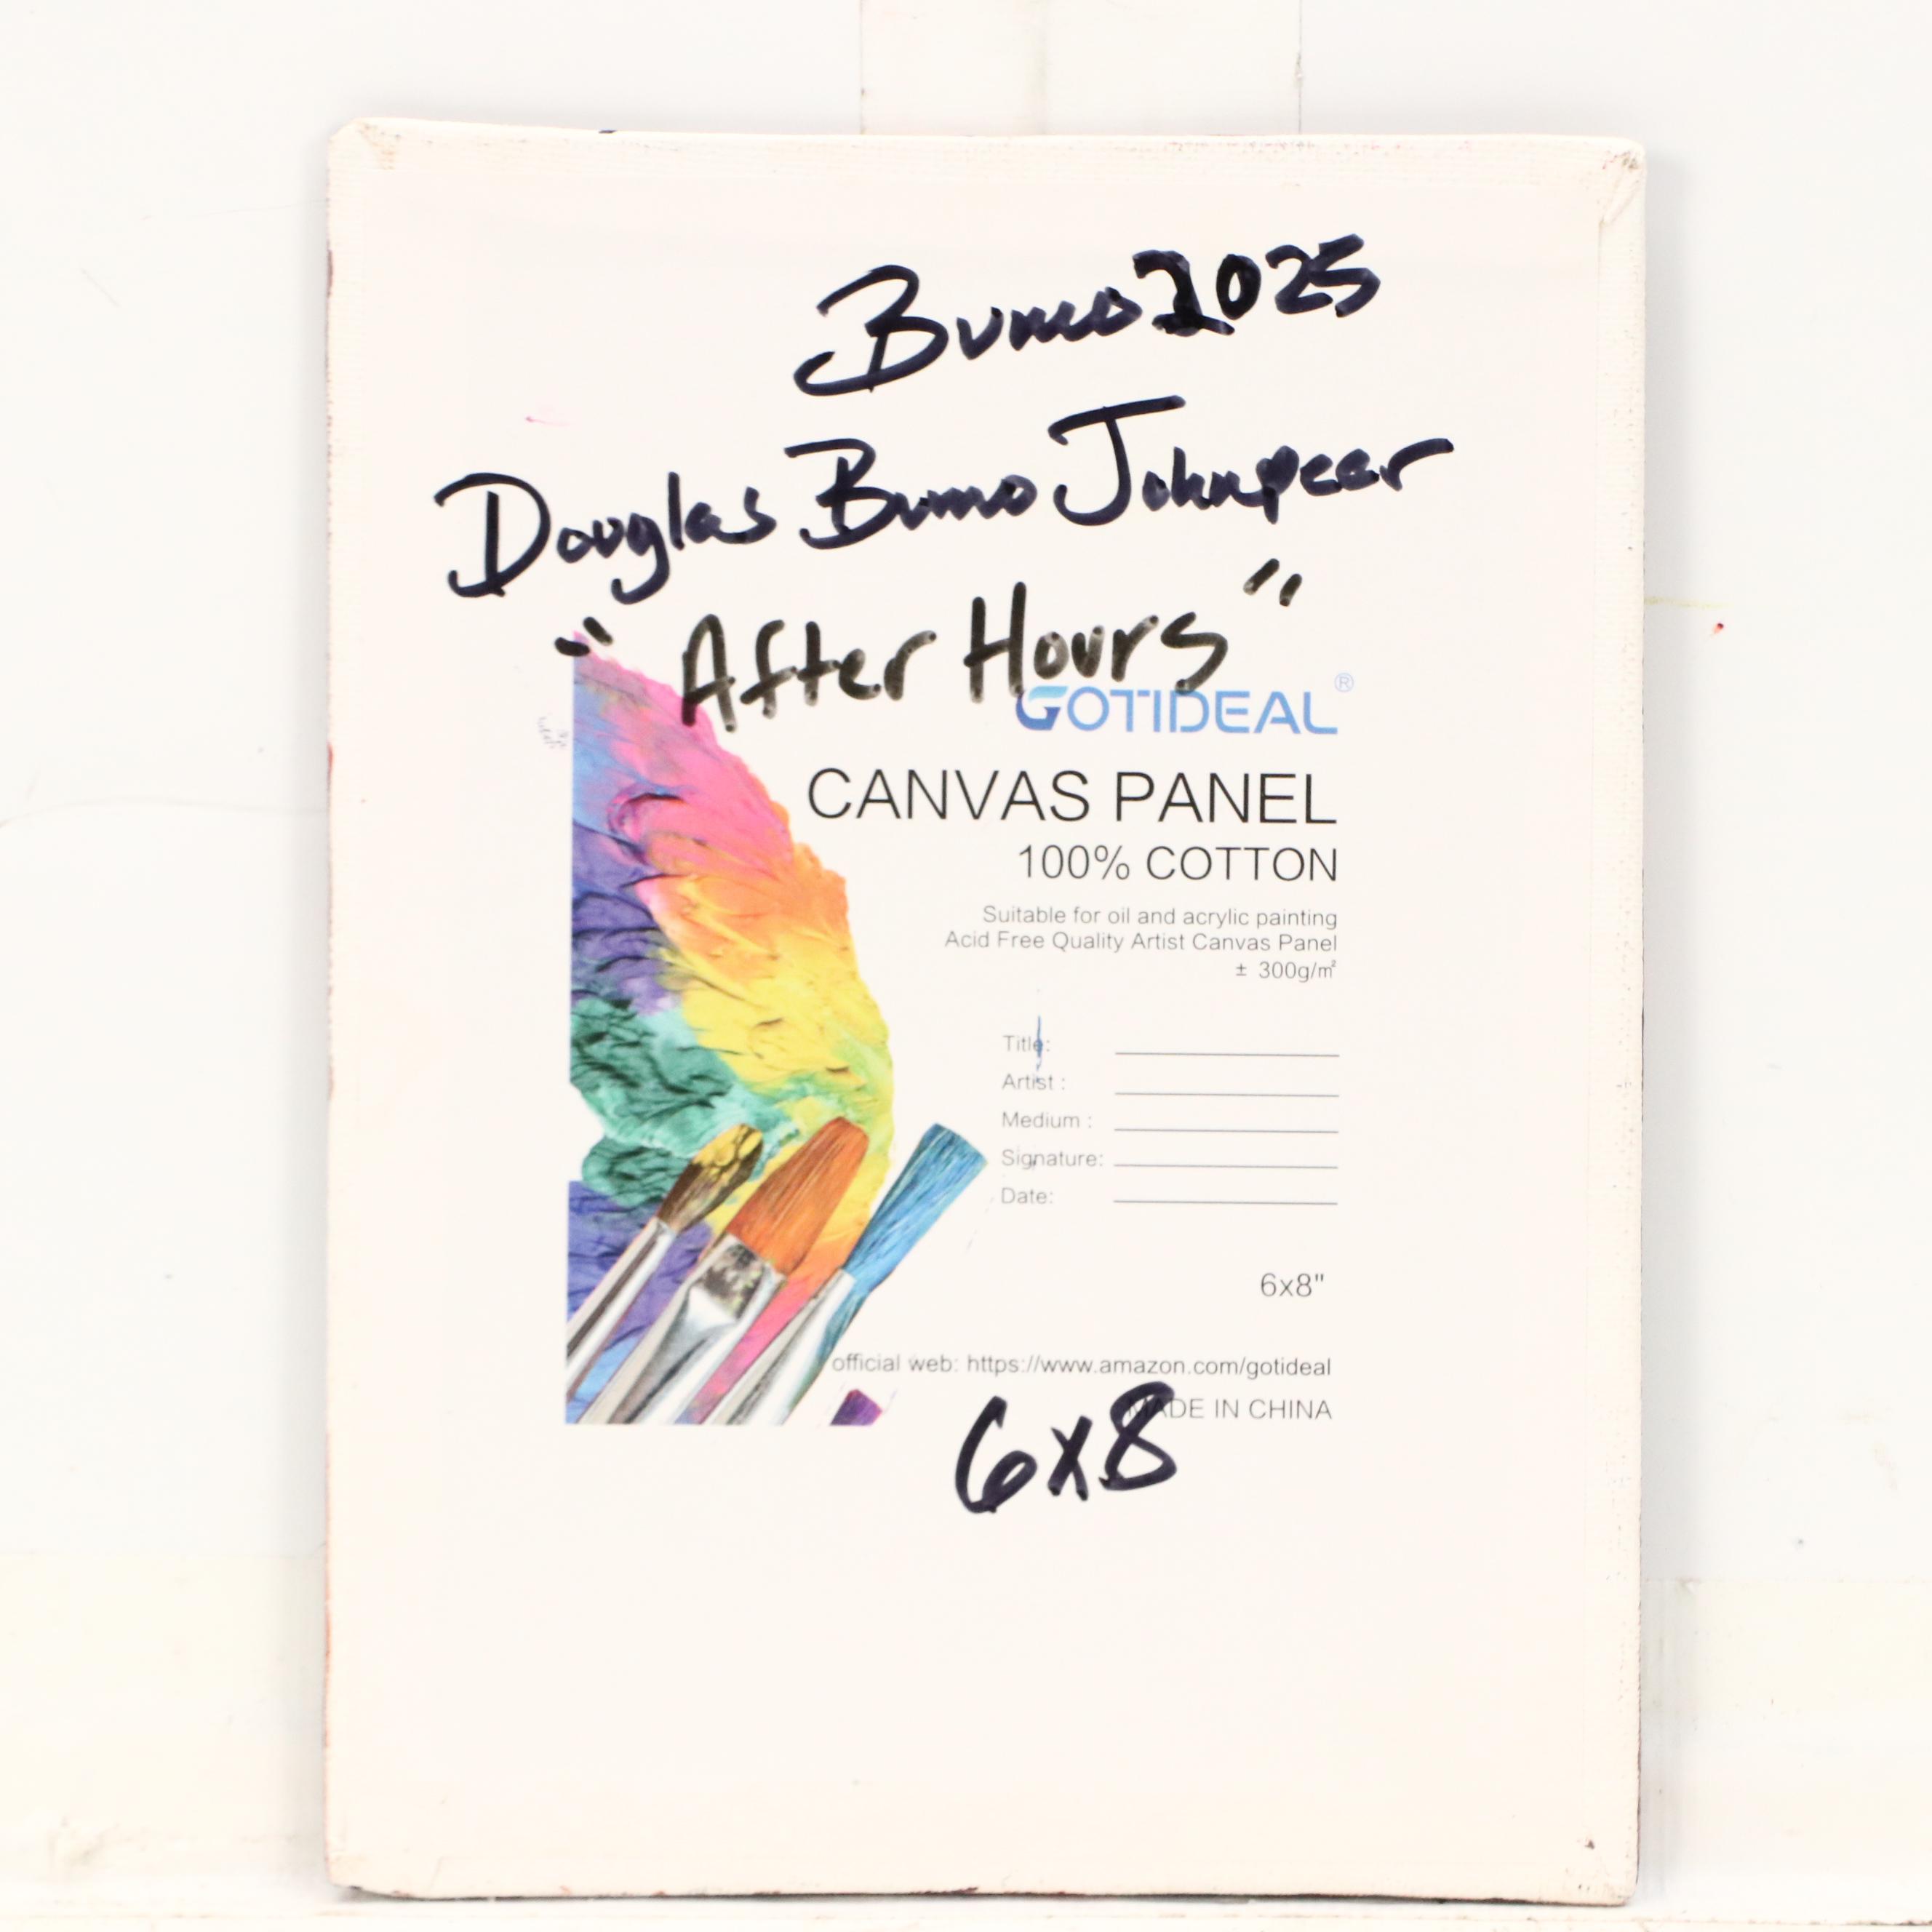 Bumo 2025
Douglas Bumo Johnpeer
"After Hours"
GOTIDEAL®
CANVAS PANEL
100% COTTON
Suitable for oil and acrylic painting
Acid Free Quality Artist Canvas Panel
± 300g/㎡
Title:
Artist :
Medium :
Signature:
Date:
6x8"
official web: https://www.amazon.com/gotideal
MADE IN CHINA
6x8